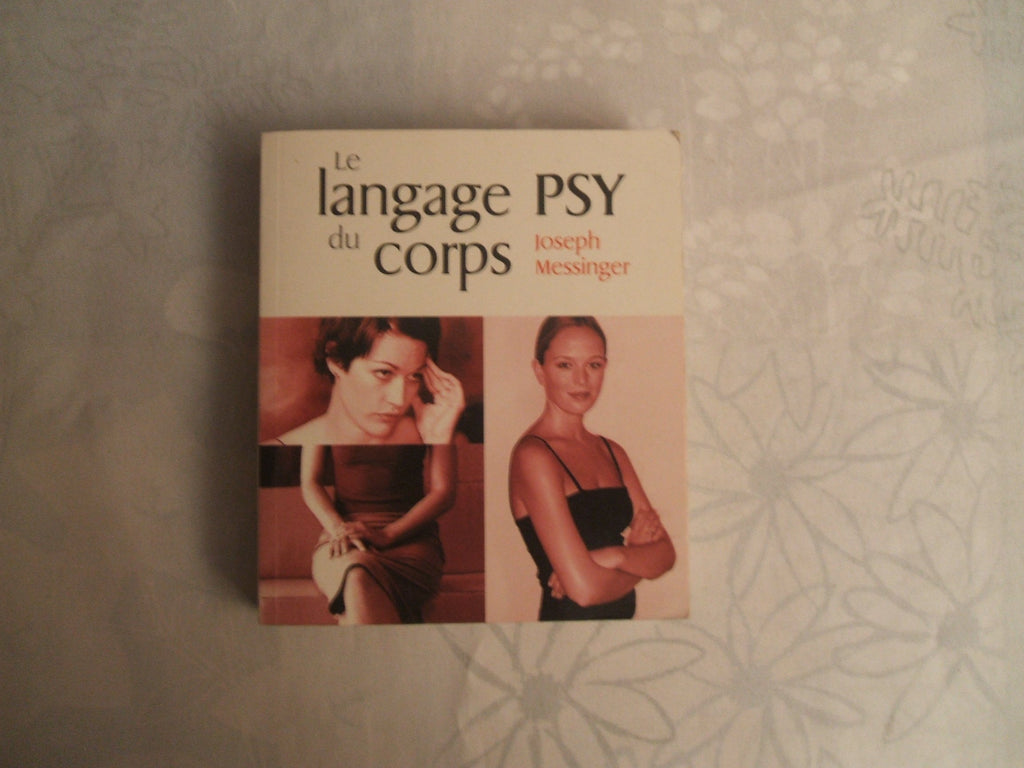 Le
langage PSY
du corps
Joseph
Messinger